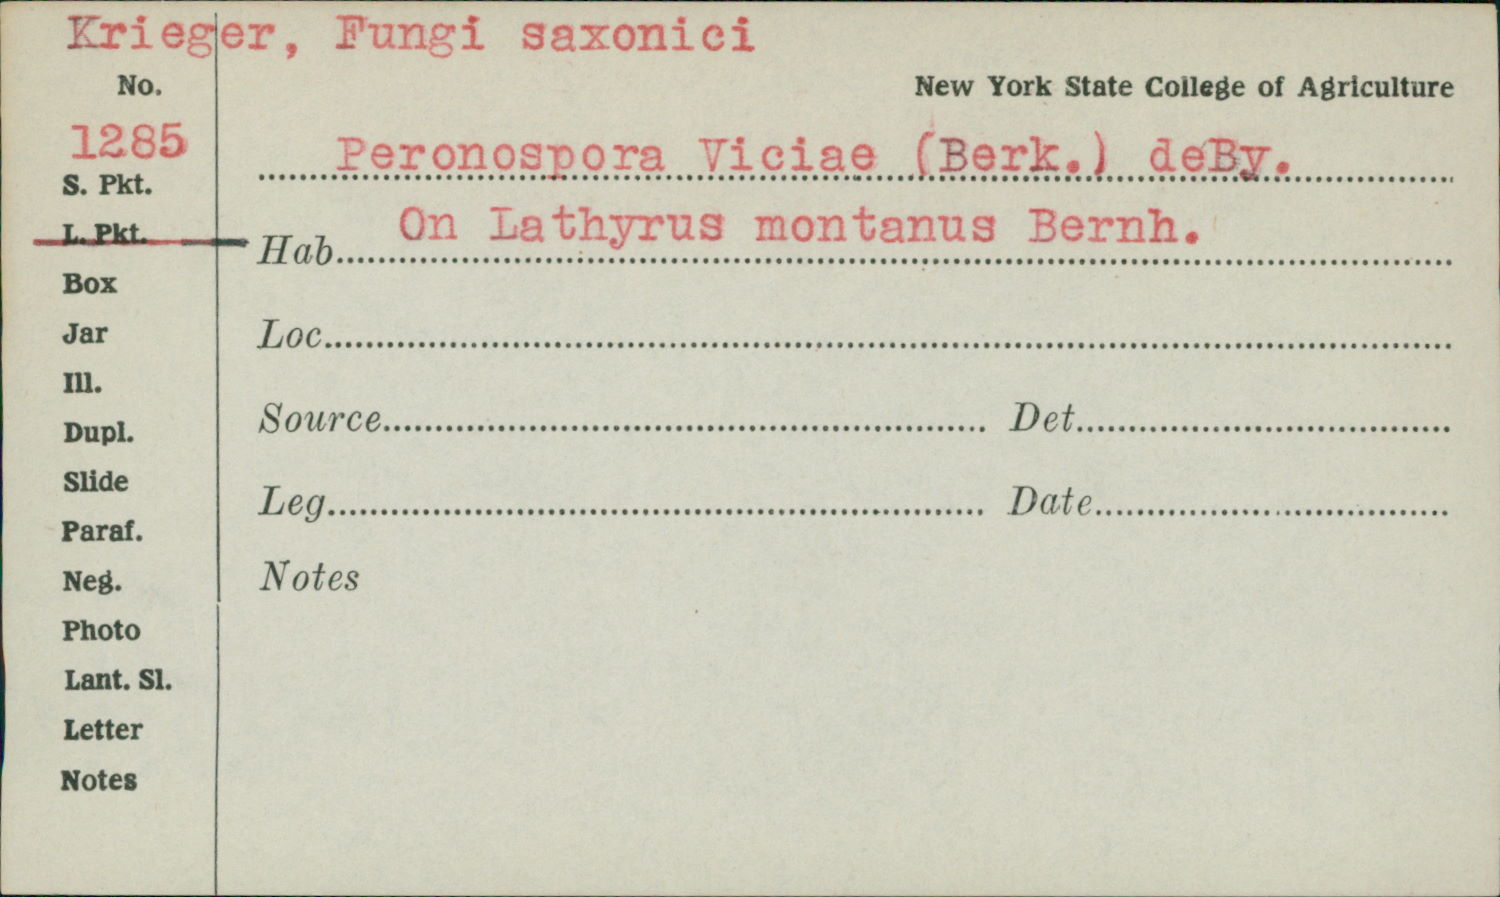 Krieger, Fungi saxonici
No.
New York State College of Agriculture
1285
Peronospora Viciae (Berk.) deBy.
S. Pkt.
On Lathyrus montanus Bernh.
L. Pkt.
Hab.
Box
Jar
Loc.
Ill.
Dupl.
Source. Det.
Slide
Leg. Date.
Paraf.
Neg.
Notes
Photo
Lant. Sl.
Letter
Notes